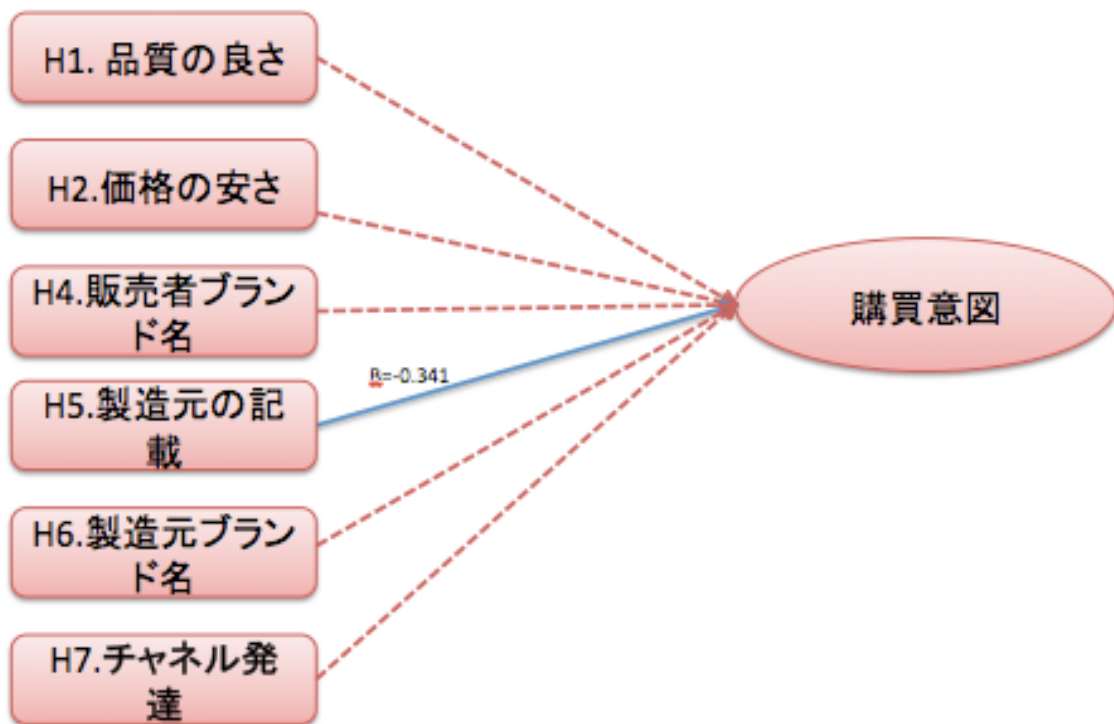 H1. 品質の良さ
H2.価格の安さ
H4.販売者ブラン
ド名
購買意図
B=-0.341
H5.製造元の記
載
H6.製造元ブラン
ド名
H7.チャネル発
達